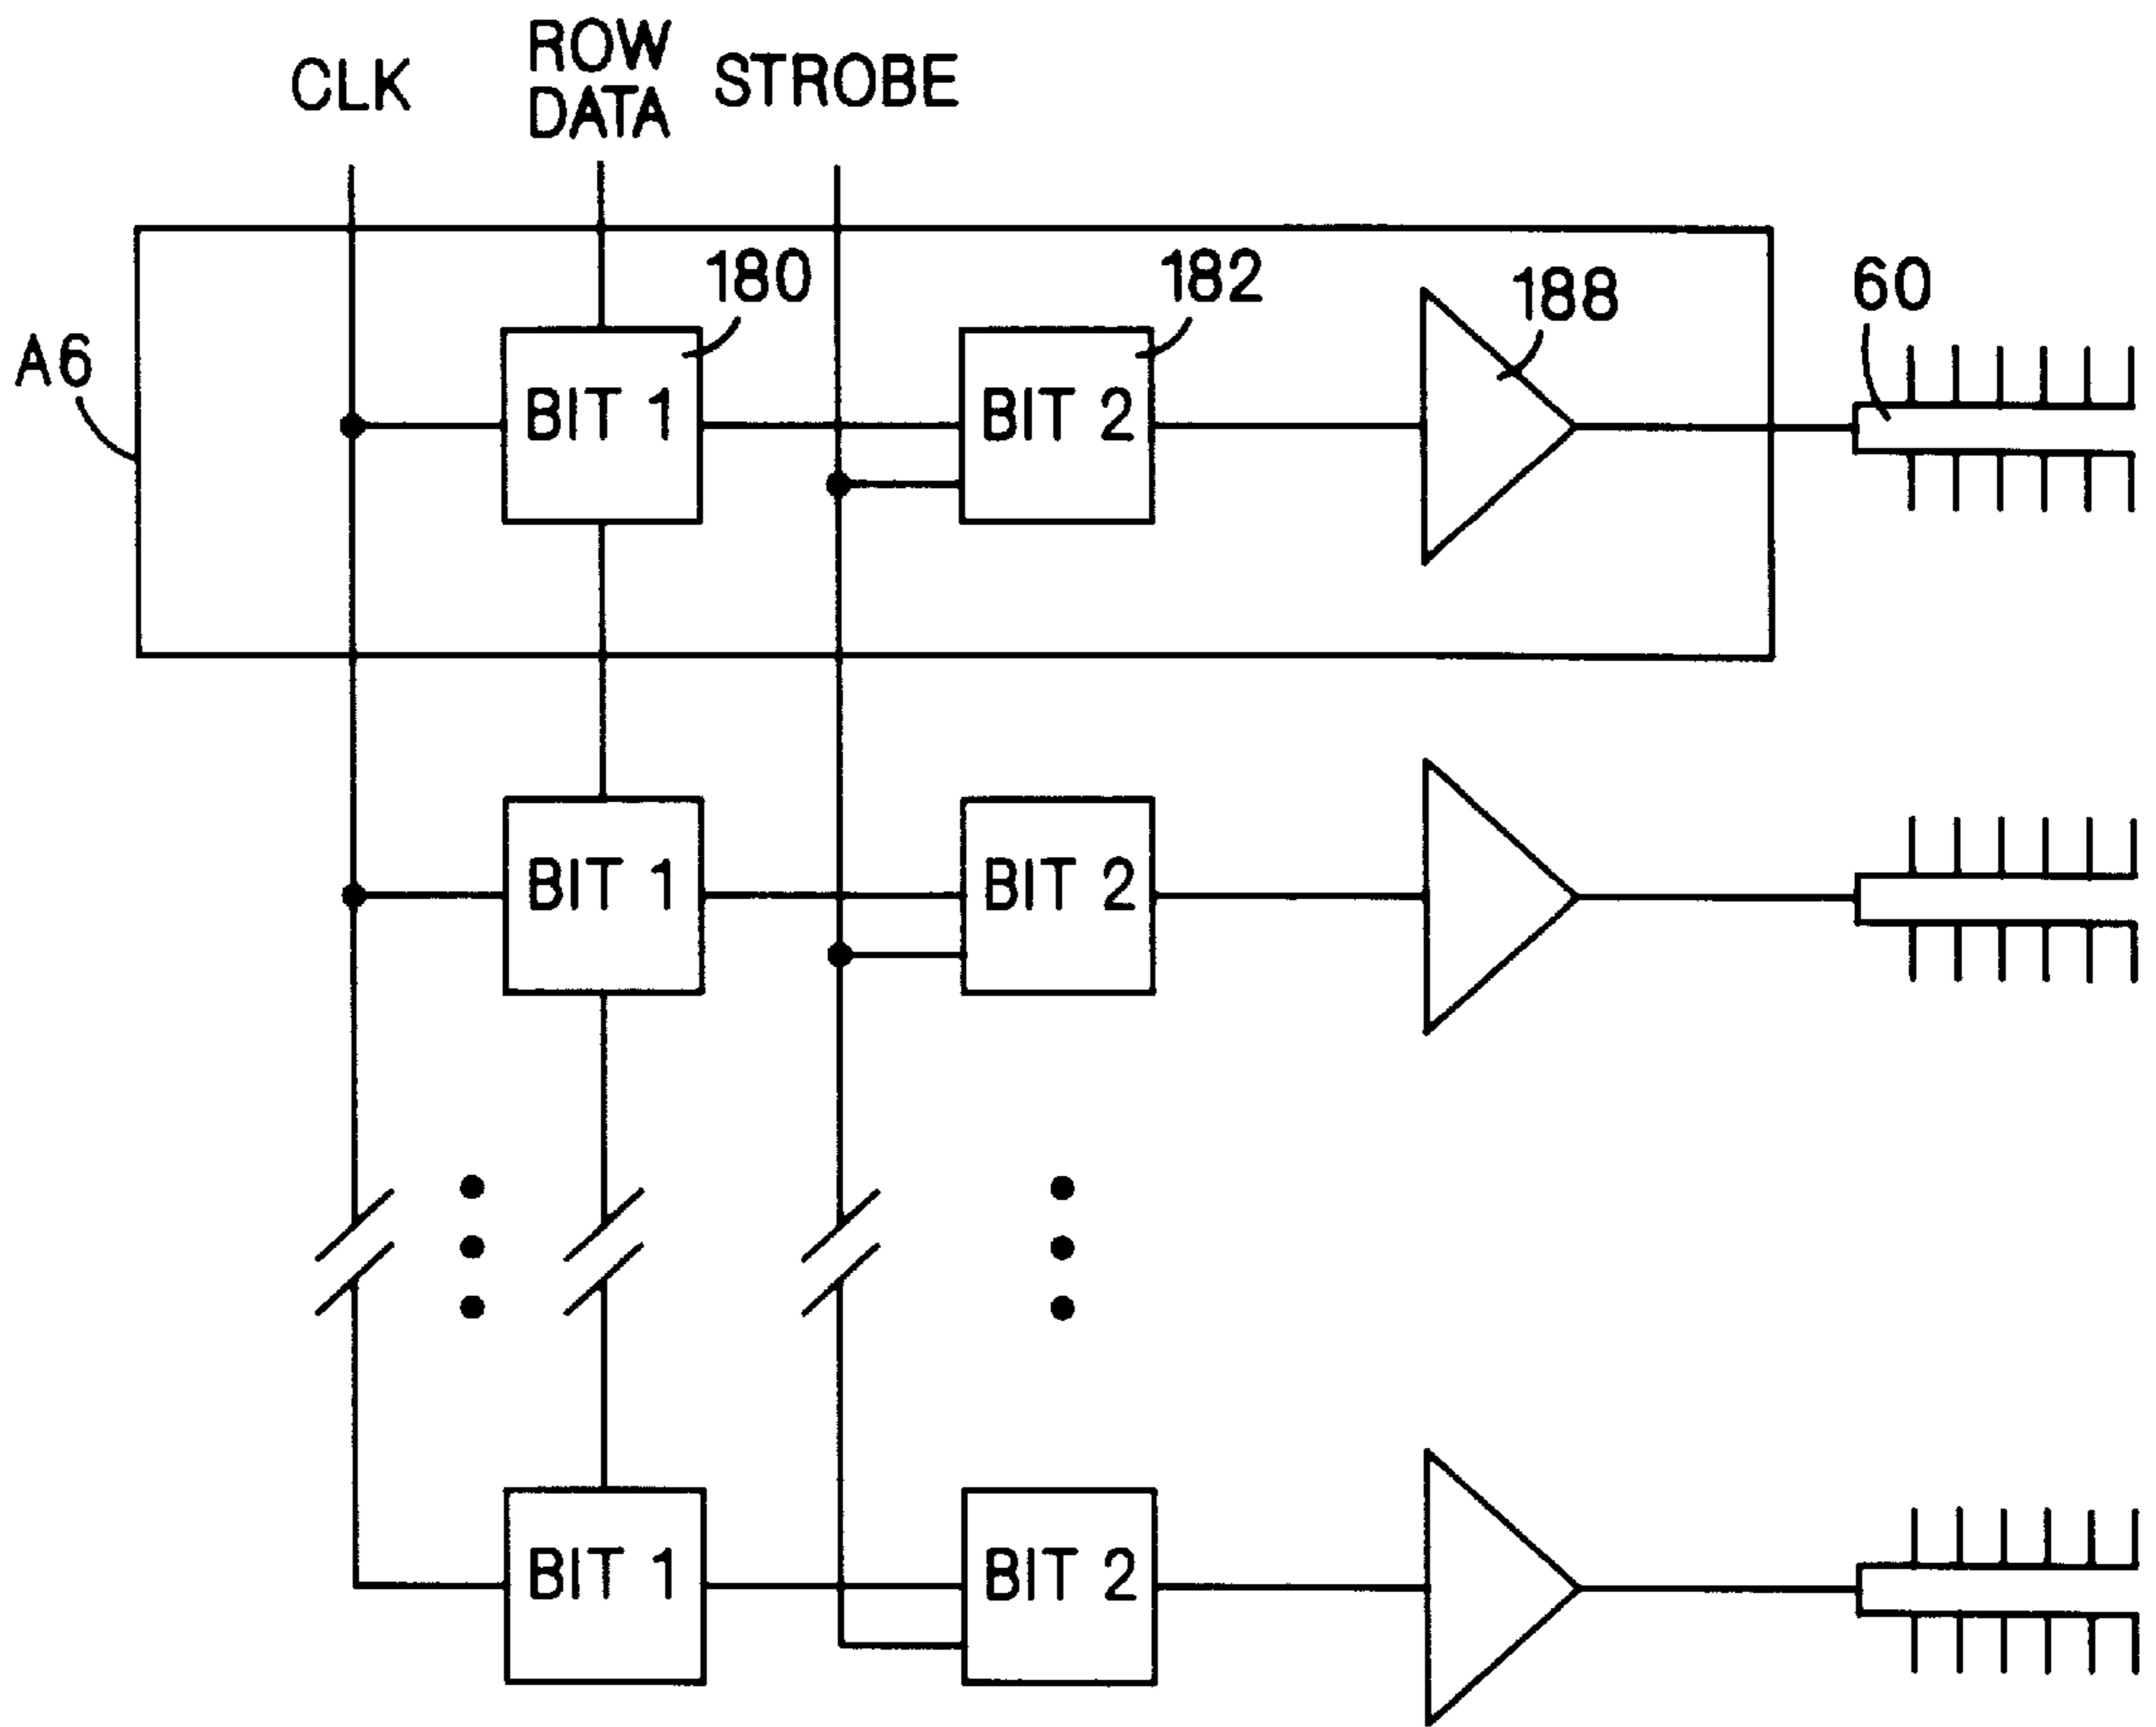 CLK
ROW
DATA
STROBE
180
182
188
60
A6
BIT 1
BIT 2
BIT 1
BIT 2
BIT 1
BIT 2